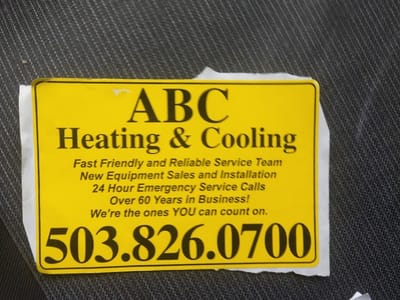 ABC
Heating & Cooling
Fast Friendly and Reliable Service Team
New Equipment Sales and Installation
24 Hour Emergency Service Calls
Over 60 Years in Business!
We're the ones YOU can count on.
503.826.0700